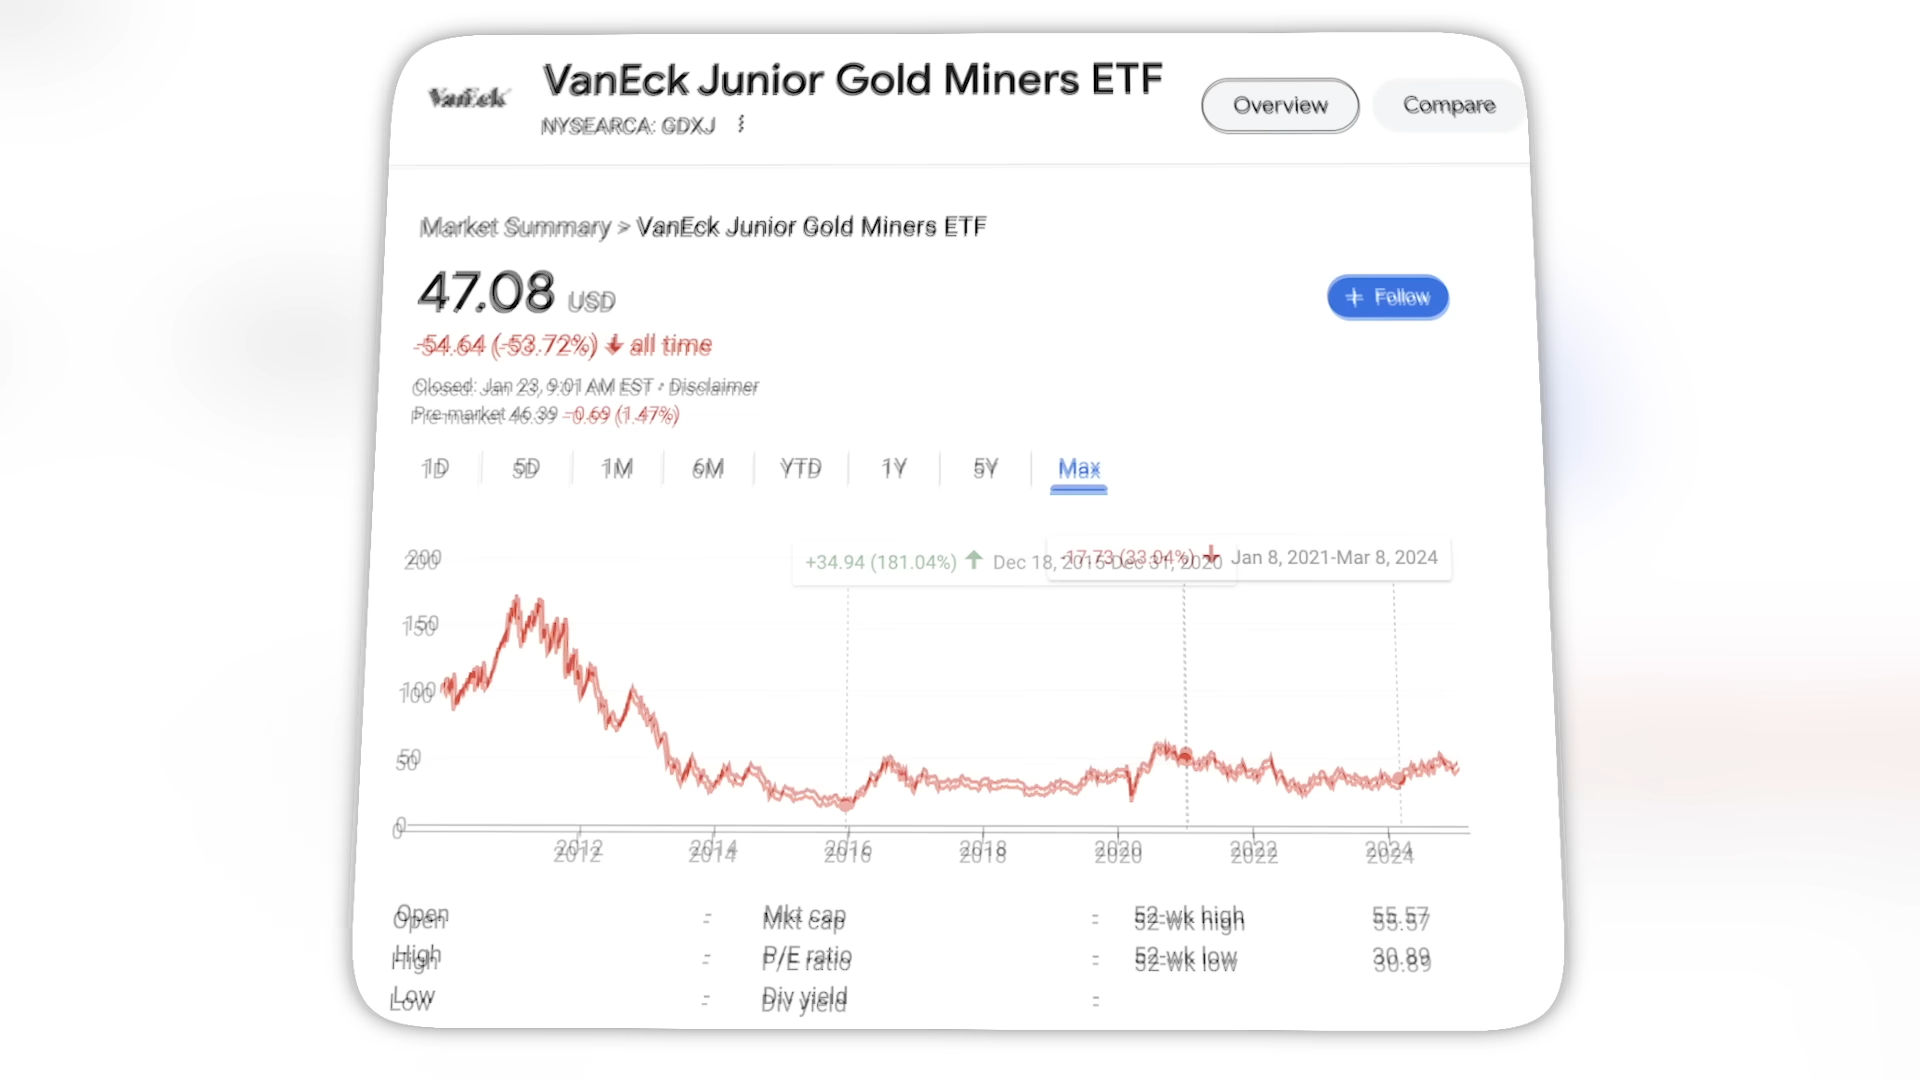 VanEck
VanEck Junior Gold Miners ETF
NYSEARCA: GDXJ
Overview
Compare
Market Summary > VanEck Junior Gold Miners ETF
47.08 USD
+ Follow
-54.64 (-53.72%) ↓ all time
Closed: Jan 23, 9:01 AM EST • Disclaimer
Pre-market 46.39 −0.69 (1.47%)
1D 5D 1M 6M YTD 1Y 5Y Max
+34.94 (181.04%) ↑ Dec 18, 2015-Dec 31, 2020
-17.73 (33.04%) ↓ Jan 8, 2021-Mar 8, 2024
200
150
100
50
0
2012 2014 2016 2018 2020 2022 2024
Open - Mkt cap - 52-wk high 55.57
High - P/E ratio - 52-wk low 30.89
Low - Div yield -